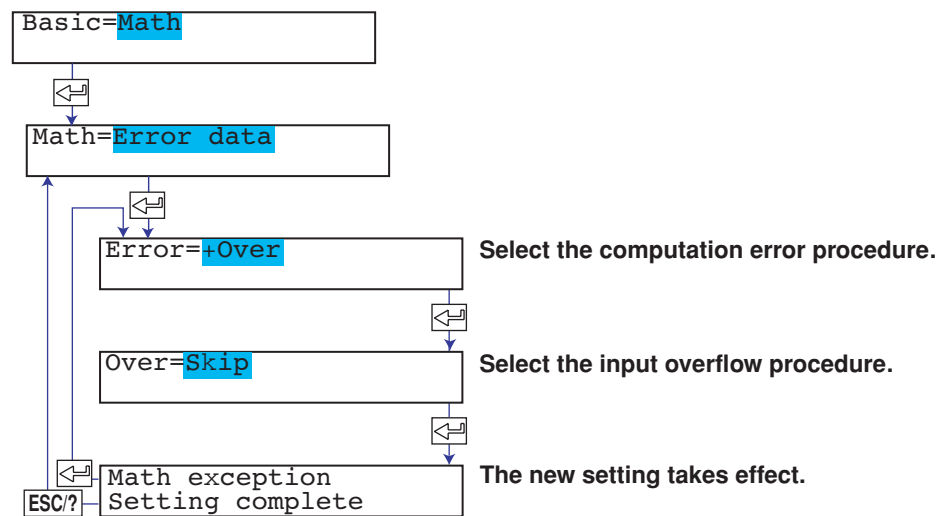 Basic=Math
Math=Error data
Error=+Over
Select the computation error procedure.
Over=Skip
Select the input overflow procedure.
Math exception
Setting complete
The new setting takes effect.
ESC/?